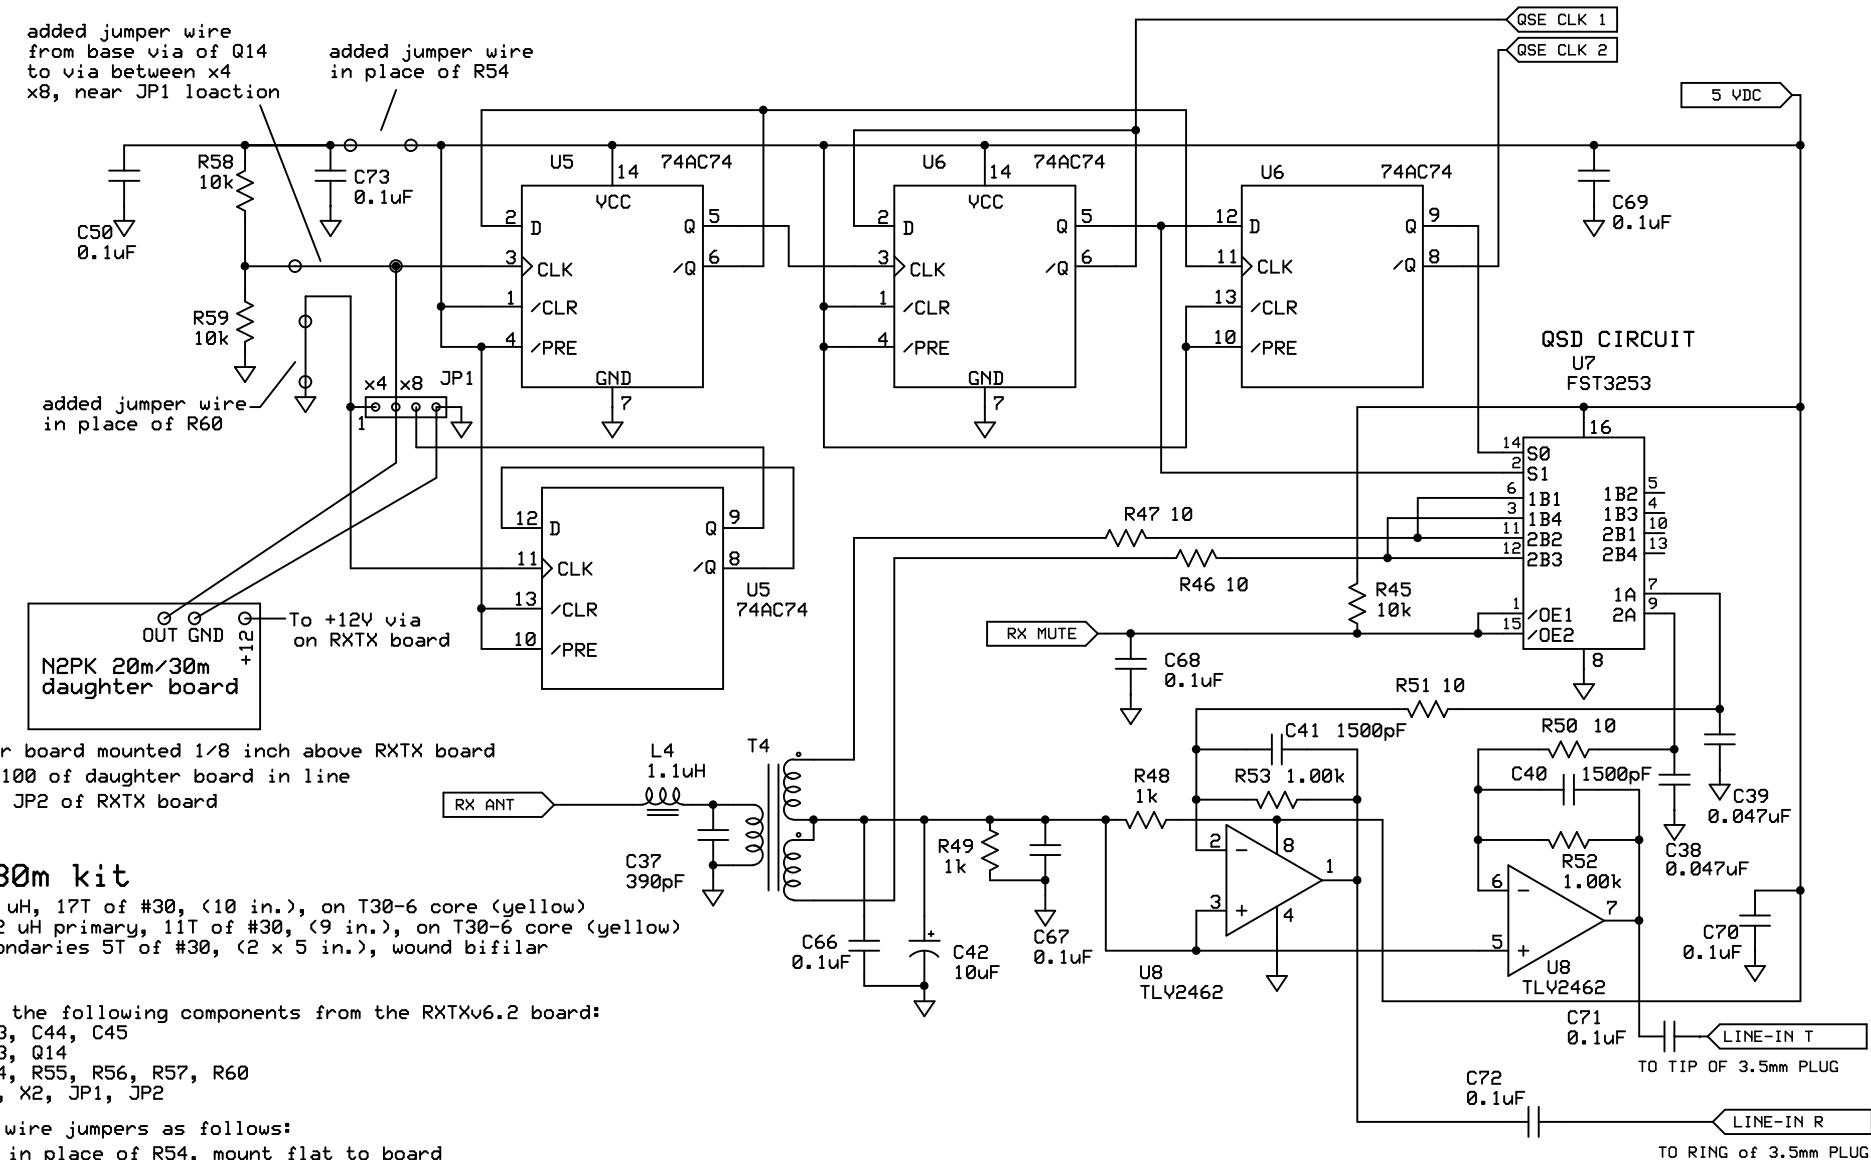 added jumper wire
from base via of Q14
to via between x4
x8, near JP1 loaction
added jumper wire
in place of R54
QSE CLK 1
QSE CLK 2
5 VDC
R58
10k
C73
0.1uF
C50
0.1uF
U5
74AC74
14
VCC
2
D
Q
5
3
CLK
/Q
6
1
/CLR
4
/PRE
GND
7
U6
74AC74
14
VCC
2
D
Q
5
3
CLK
/Q
6
1
/CLR
4
/PRE
GND
7
U6
74AC74
12
D
Q
9
11
CLK
/Q
8
13
/CLR
10
/PRE
C69
0.1uF
R59
10k
x4
x8
JP1
1
added jumper wire
in place of R60
12
D
Q
9
11
CLK
/Q
8
13
/CLR
10
/PRE
U5
74AC74
QSD CIRCUIT
U7
FST3253
16
14
S0
2
S1
6
1B1
3
1B4
11
2B2
12
2B3
1
/OE1
15
/OE2
1B2
5
1B3
4
2B1
10
2B4
13
1A
7
2A
9
8
R47 10
R46 10
R45
10k
RX MUTE
C68
0.1uF
OUT GND
+12
To +12V via
on RXTX board
N2PK 20m/30m
daughter board
r board mounted 1/8 inch above RXTX board
100 of daughter board in line
JP2 of RXTX board
RX ANT
L4
1.1uH
T4
C37
390pF
R51 10
C41 1500pF
R53 1.00k
R48
1k
R49
1k
R50 10
C40 1500pF
R52
1.00k
C39
0.047uF
C38
0.047uF
2
-
8
1
3
+
4
U8
TLV2462
6
-
7
5
+
U8
TLV2462
C66
0.1uF
+
C42
10uF
C67
0.1uF
C70
0.1uF
30m kit
uH, 17T of #30, (10 in.), on T30-6 core (yellow)
2 uH primary, 11T of #30, (9 in.), on T30-6 core (yellow)
ondaries 5T of #30, (2 x 5 in.), wound bifilar
the following components from the RXTXv6.2 board:
3, C44, C45
3, Q14
4, R55, R56, R57, R60
, X2, JP1, JP2
wire jumpers as follows:
in place of R54, mount flat to board
C71
0.1uF
LINE-IN T
TO TIP OF 3.5mm PLUG
C72
0.1uF
LINE-IN R
TO RING of 3.5mm PLUG